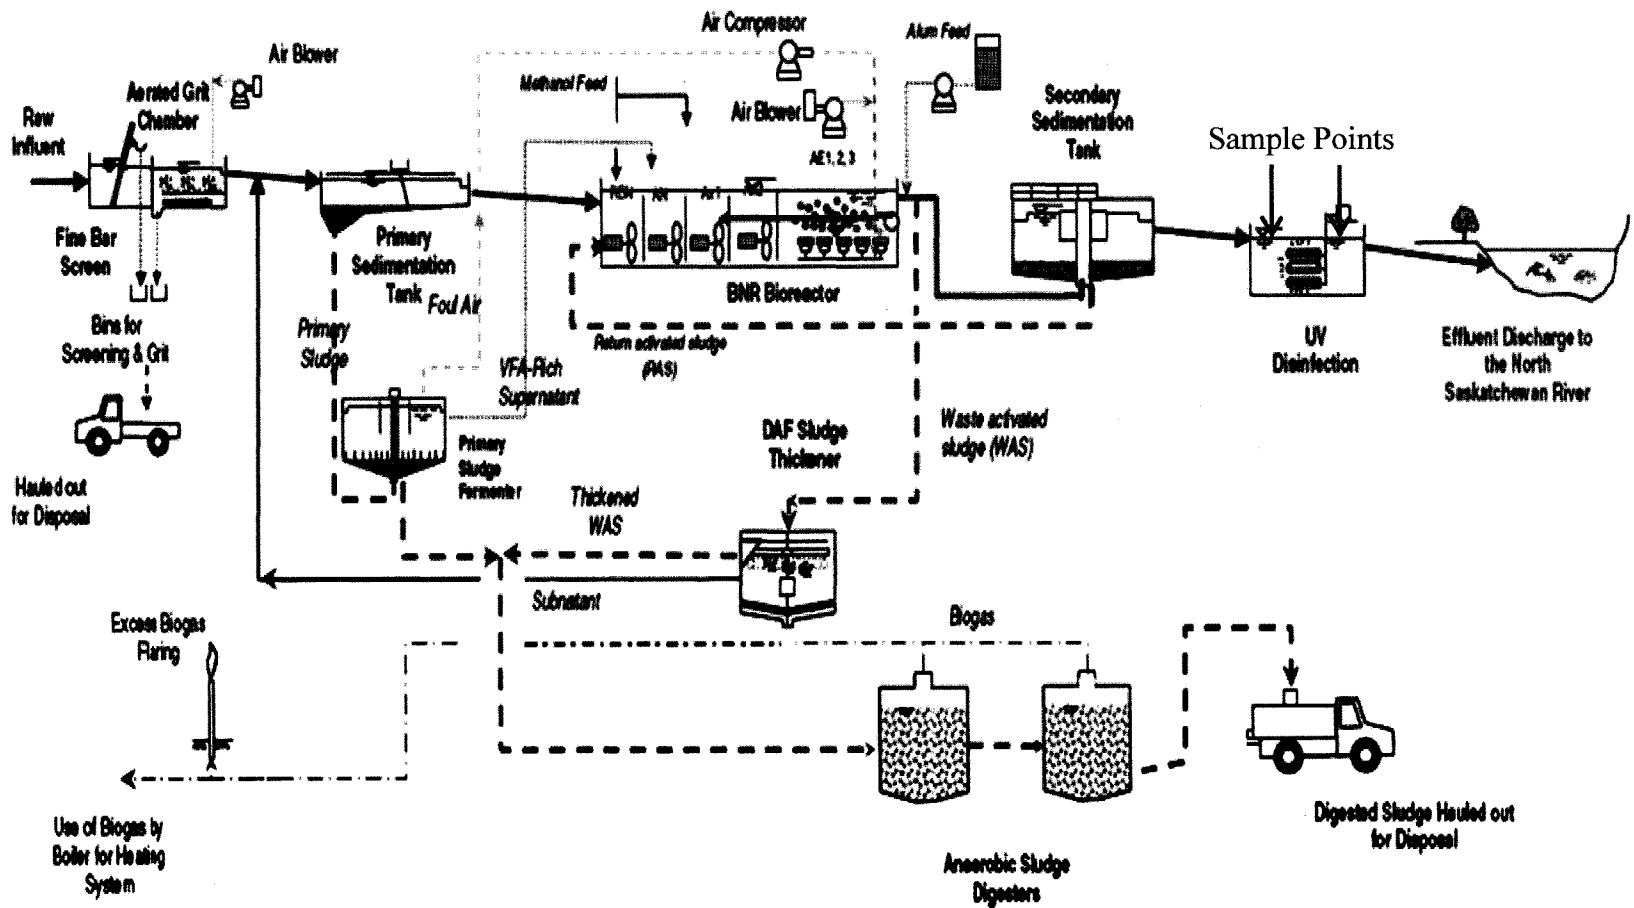 Air Compressor
Alum Feed
Air Blower
Methanol Feed
Aerated Grit
Chamber
Air Blower
Secondary
Sedimentation
Tank
Raw
Influent
Sample Points
AE1, 2, 3
AN
Fine Bar
Screen
Primary
Sedimentation
Tank
Foul Air
BNR Bioreactor
Bins for
Screening & Grit
Primary
Sludge
Return activated sludge
(RAS)
VFA-Rich
Supernatant
UV
Disinfection
Effluent Discharge to
the North
Saskatchewan River
Waste activated
sludge (WAS)
DAF Sludge
Thickener
Primary
Sludge
Fermenter
Hauled out
for Disposal
Thickened
WAS
Subnatant
Biogas
Excess Biogas
Flaring
Use of Biogas by
Boiler for Heating
System
Digested Sludge Hauled out
for Disposal
Anaerobic Sludge
Digesters